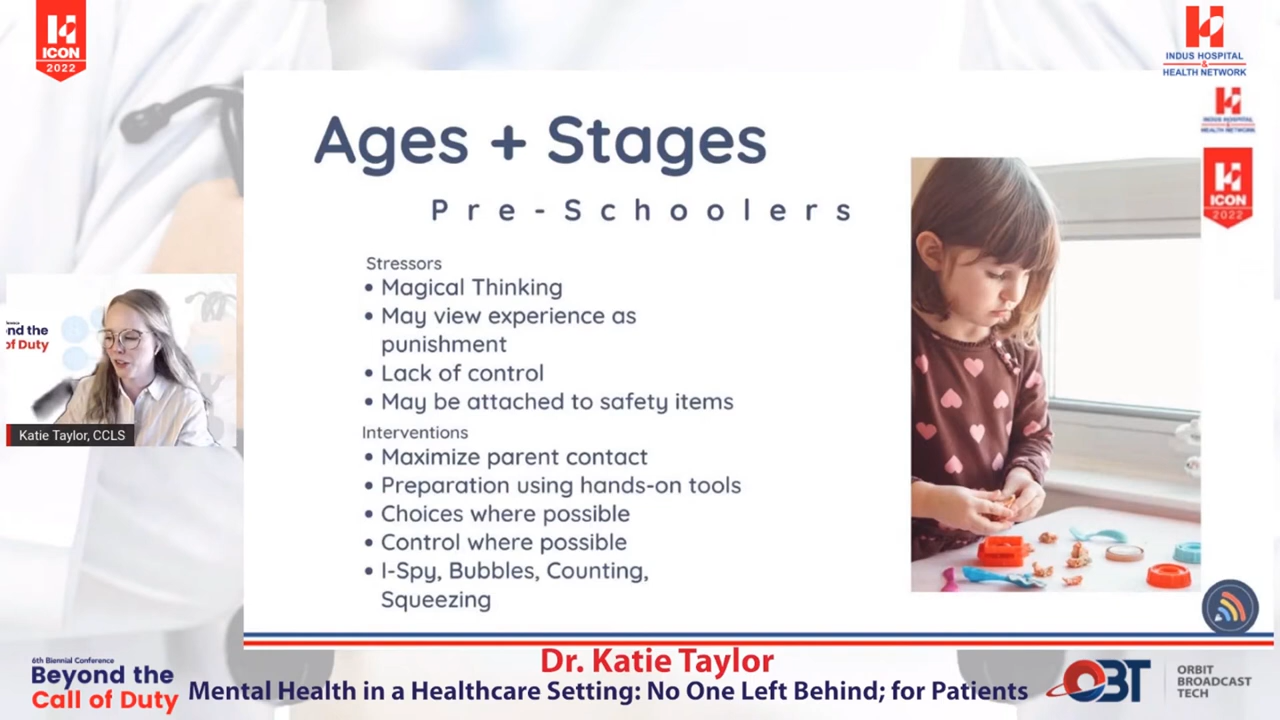 ICON
2022
INDUS HOSPITAL
&
HEALTH NETWORK
INDUS HOSPITAL
&
HEALTH NETWORK
ICON
2022
Ages + Stages
Pre-Schoolers
Stressors
• Magical Thinking
• May view experience as
punishment
• Lack of control
• May be attached to safety items
Interventions
• Maximize parent contact
• Preparation using hands-on tools
• Choices where possible
• Control where possible
• I-Spy, Bubbles, Counting,
Squeezing
nd the
of Duty
Katie Taylor, CCLS
Dr. Katie Taylor
Mental Health in a Healthcare Setting: No One Left Behind; for Patients
6th Biennial Conference
Beyond the
Call of Duty
OBT
ORBIT
BROADCAST
TECH